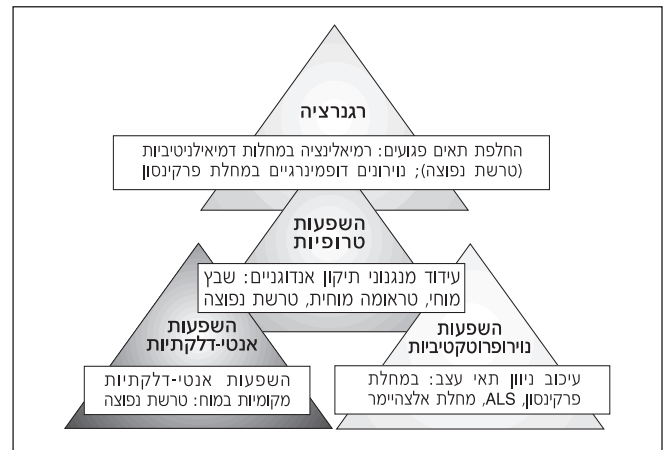 רגנרציה
החלפת תאים פגועים: רמיאלינציה במחלות דמיאלניטיביות
(טרשת נפוצה); נוירונים דופמינרגיים במחלת פרקינסון
השפעות
טרופיות
עידוד מנגנוני תיקון אנדוגניים: שבץ
מוחי, טראומה מוחית, טרשת נפוצה
השפעות
אנטי-דלקתיות
השפעות אנטי-דלקתיות
מקומיות במוח: טרשת נפוצה
השפעות
נוירופרוטקטיביות
עיכוב ניוון תאי עצב: במחלת
פרקינסון, ALS, מחלת אלצהיימר